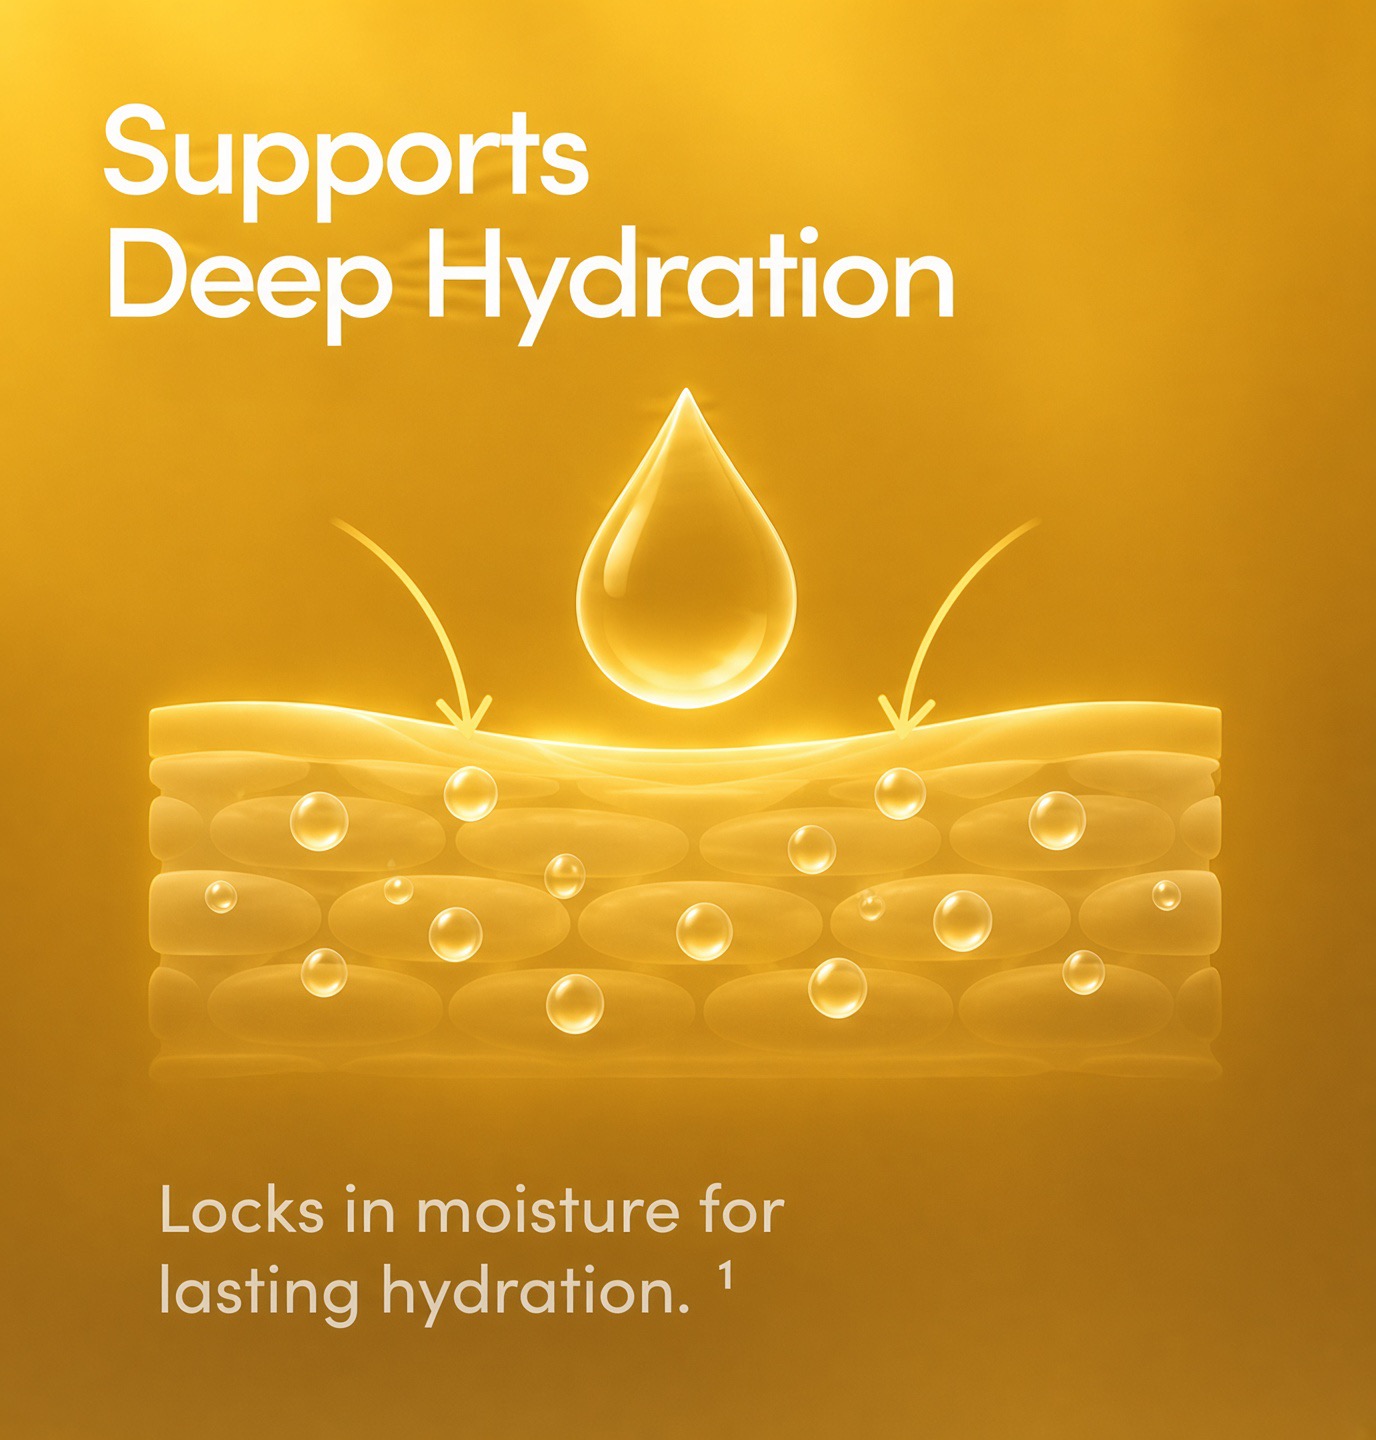 Supports
Deep Hydration
Locks in moisture for
lasting hydration. ¹